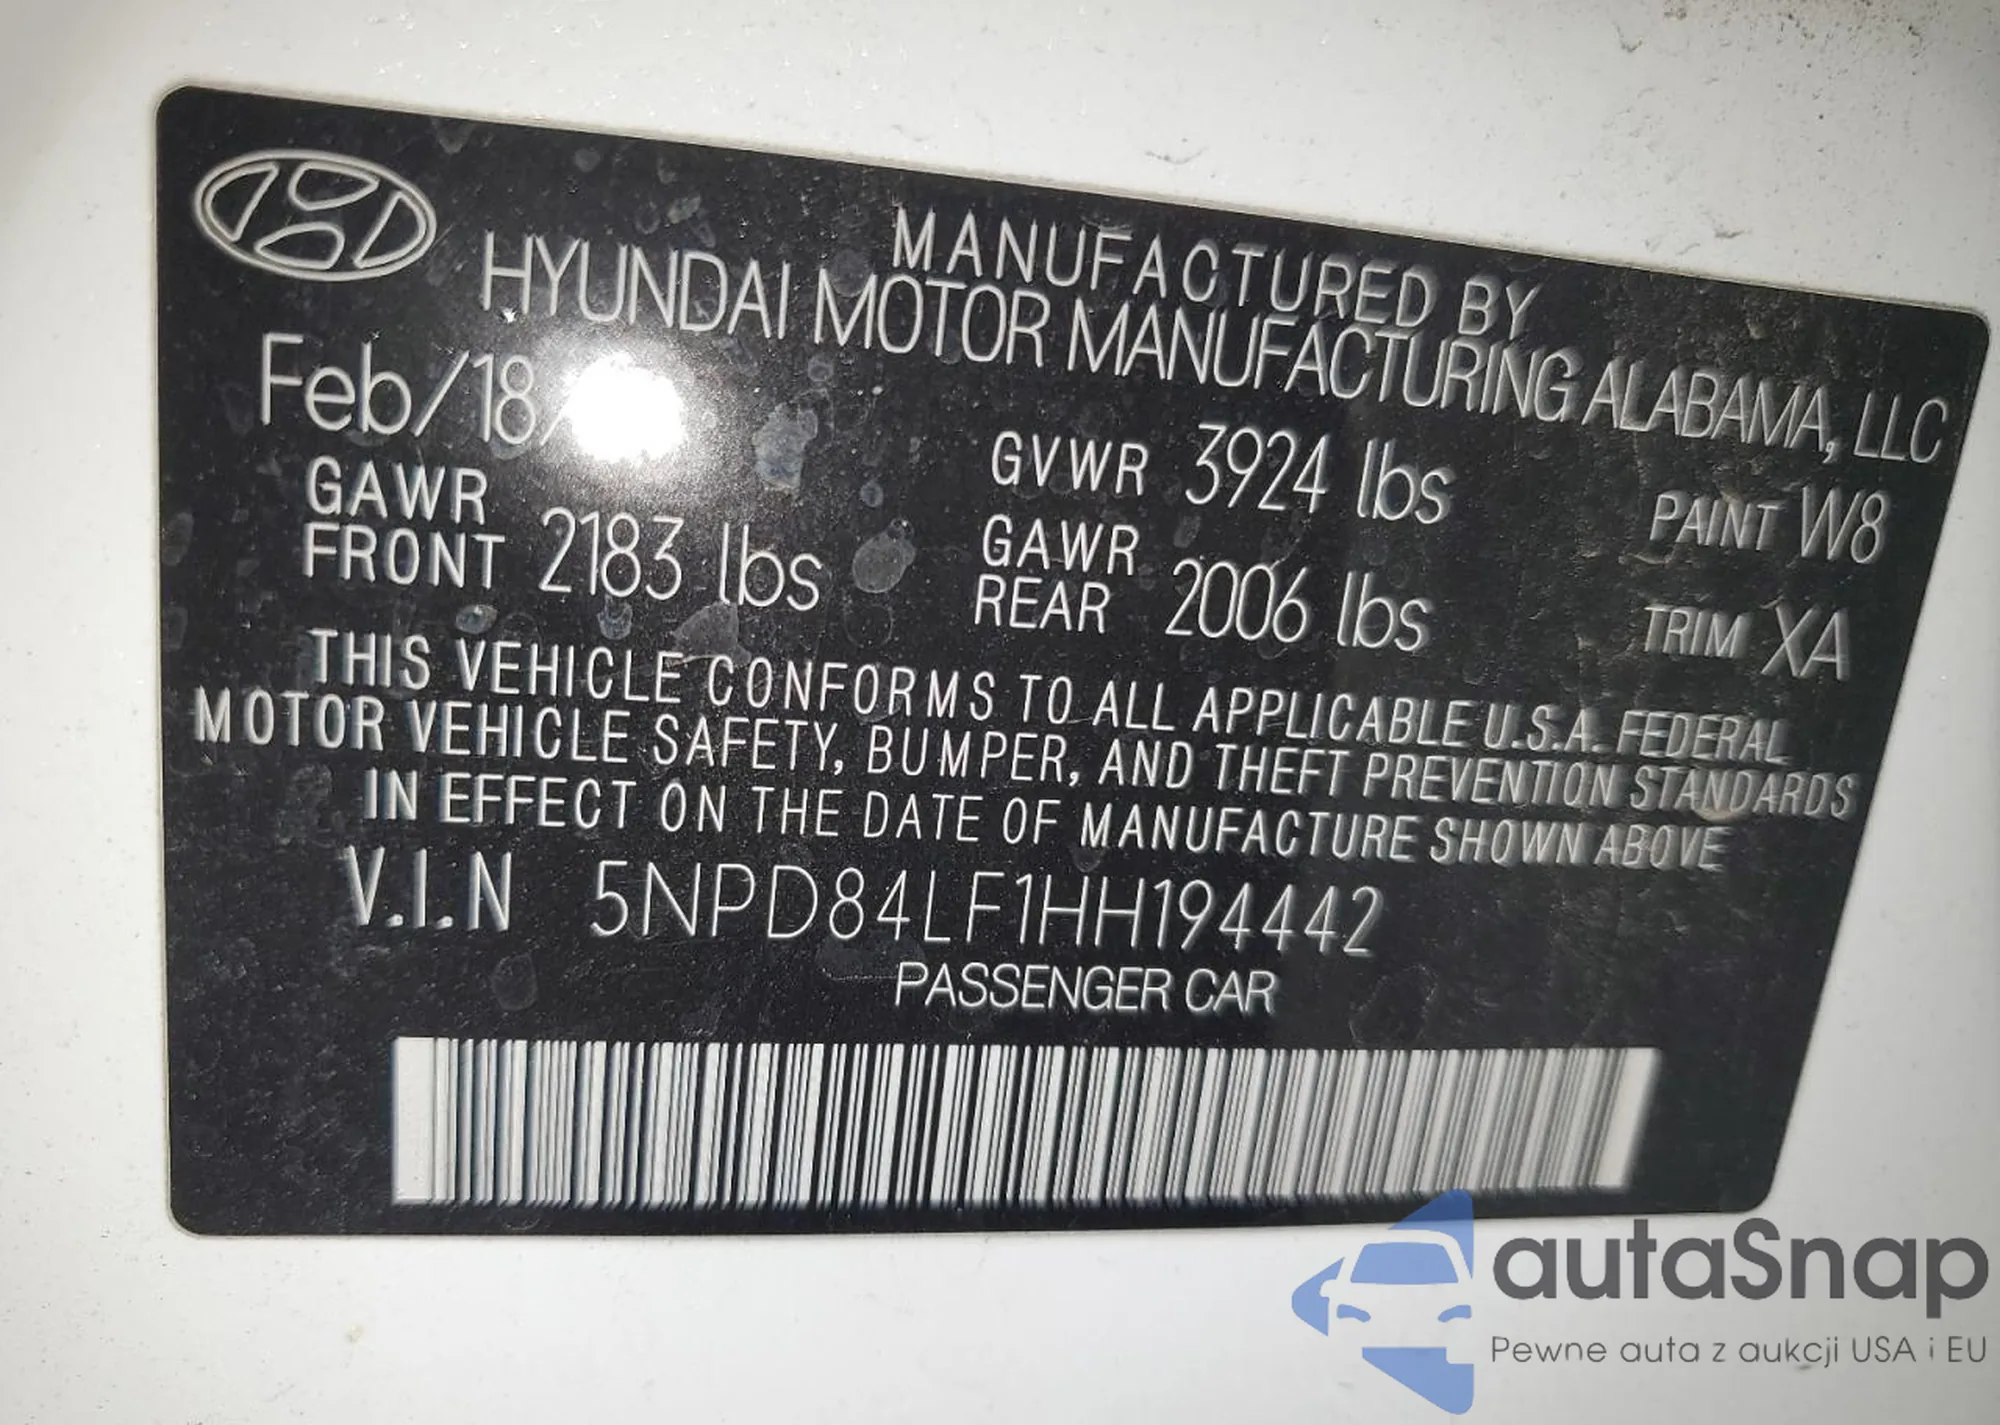 MANUFACTURED BY
HYUNDAI MOTOR MANUFACTURING ALABAMA, LLC
Feb/18/
GVWR 3924 lbs
PAINT W8
GAWR
FRONT 2183 lbs
GAWR
REAR 2006 lbs
TRIM XA
THIS VEHICLE CONFORMS TO ALL APPLICABLE U.S.A. FEDERAL
MOTOR VEHICLE SAFETY, BUMPER, AND THEFT PREVENTION STANDARDS
IN EFFECT ON THE DATE OF MANUFACTURE SHOWN ABOVE
V.I.N 5NPD84LF1HH194442
PASSENGER CAR
autaSnap
Pewne auta z aukcji USA i EU